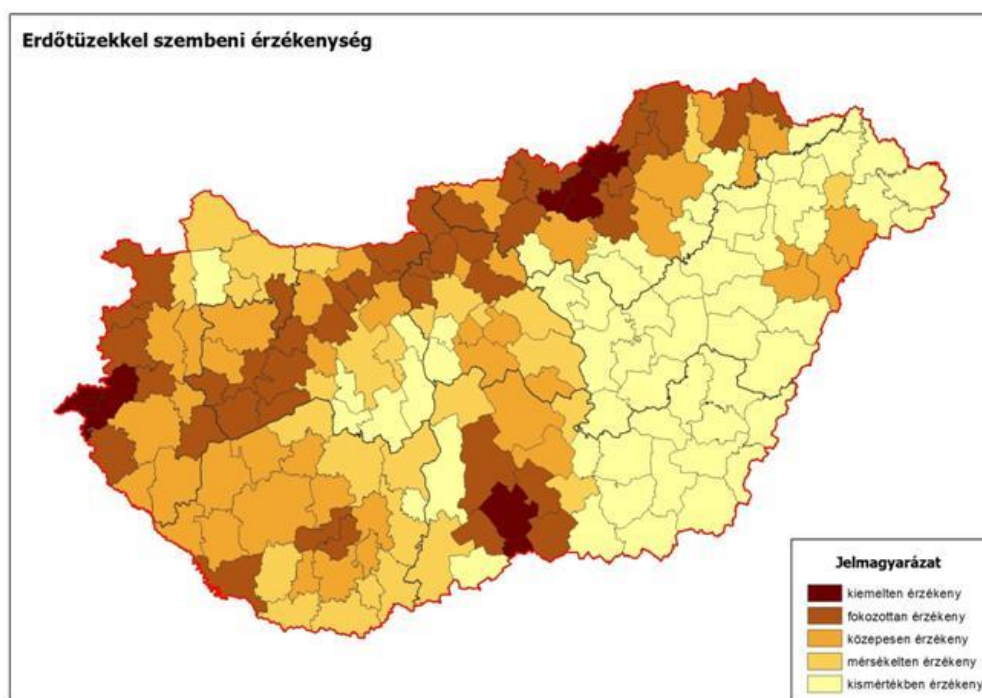 Erdőtüzekkel szembeni érzékenység
Jelmagyarázat
kiemelten érzékeny
fokozottan érzékeny
közepesen érzékeny
mérsékelten érzékeny
kismértékben érzékeny